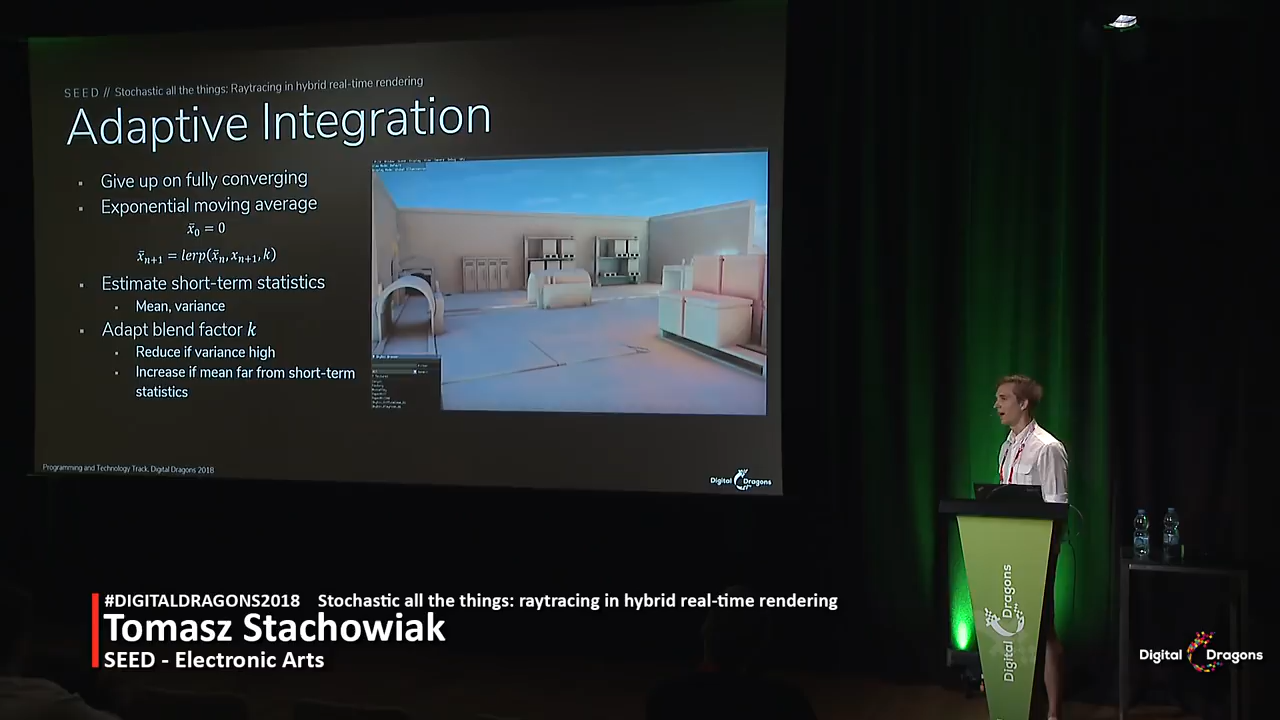 SEED // Stochastic all the things: Raytracing in hybrid real-time rendering
Adaptive Integration
▪ Give up on fully converging
▪ Exponential moving average
x̄₀ = 0
x̄ₙ₊₁ = lerp(x̄ₙ, xₙ₊₁, k)
▪ Estimate short-term statistics
▪ Mean, variance
▪ Adapt blend factor k
▪ Reduce if variance high
▪ Increase if mean far from short-term
statistics
Programming and Technology Track, Digital Dragons 2018
Digital Dragons
#DIGITALDRAGONS2018 Stochastic all the things: raytracing in hybrid real-time rendering
Tomasz Stachowiak
SEED - Electronic Arts
Digital Dragons
Digital Dragons